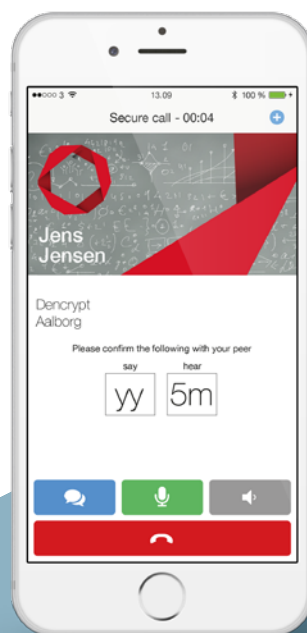 3 13.09 100 %
Secure call - 00:04
Jens
Jensen
Dencrypt
Aalborg
Please confirm the following with your peer
say hear
yy 5m